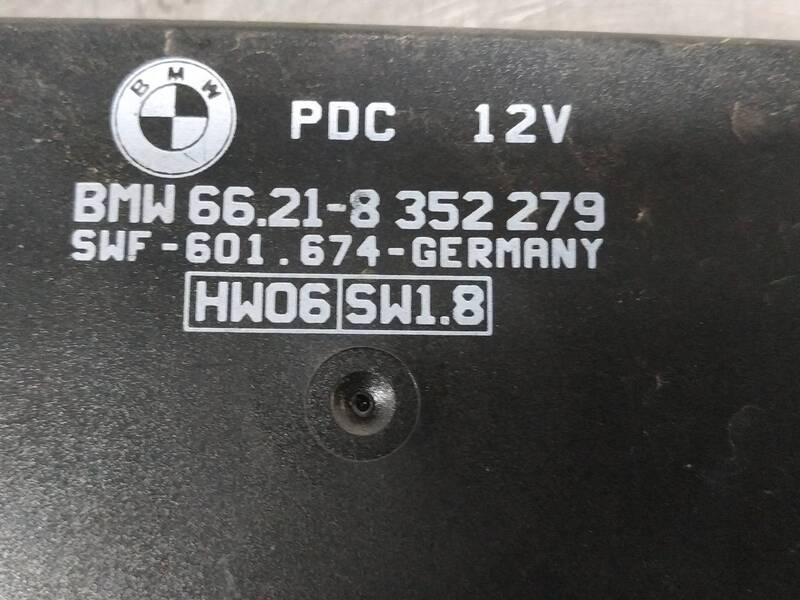 BMW
PDC 12V
BMW 66.21-8 352 279
SWF-601.674-GERMANY
HW06 SW1.8